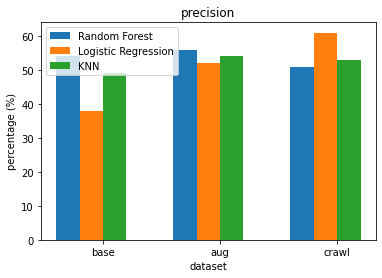 precision
Random Forest
Logistic Regression
KNN
percentage (%)
60
50
40
30
20
10
0
base aug crawl
dataset